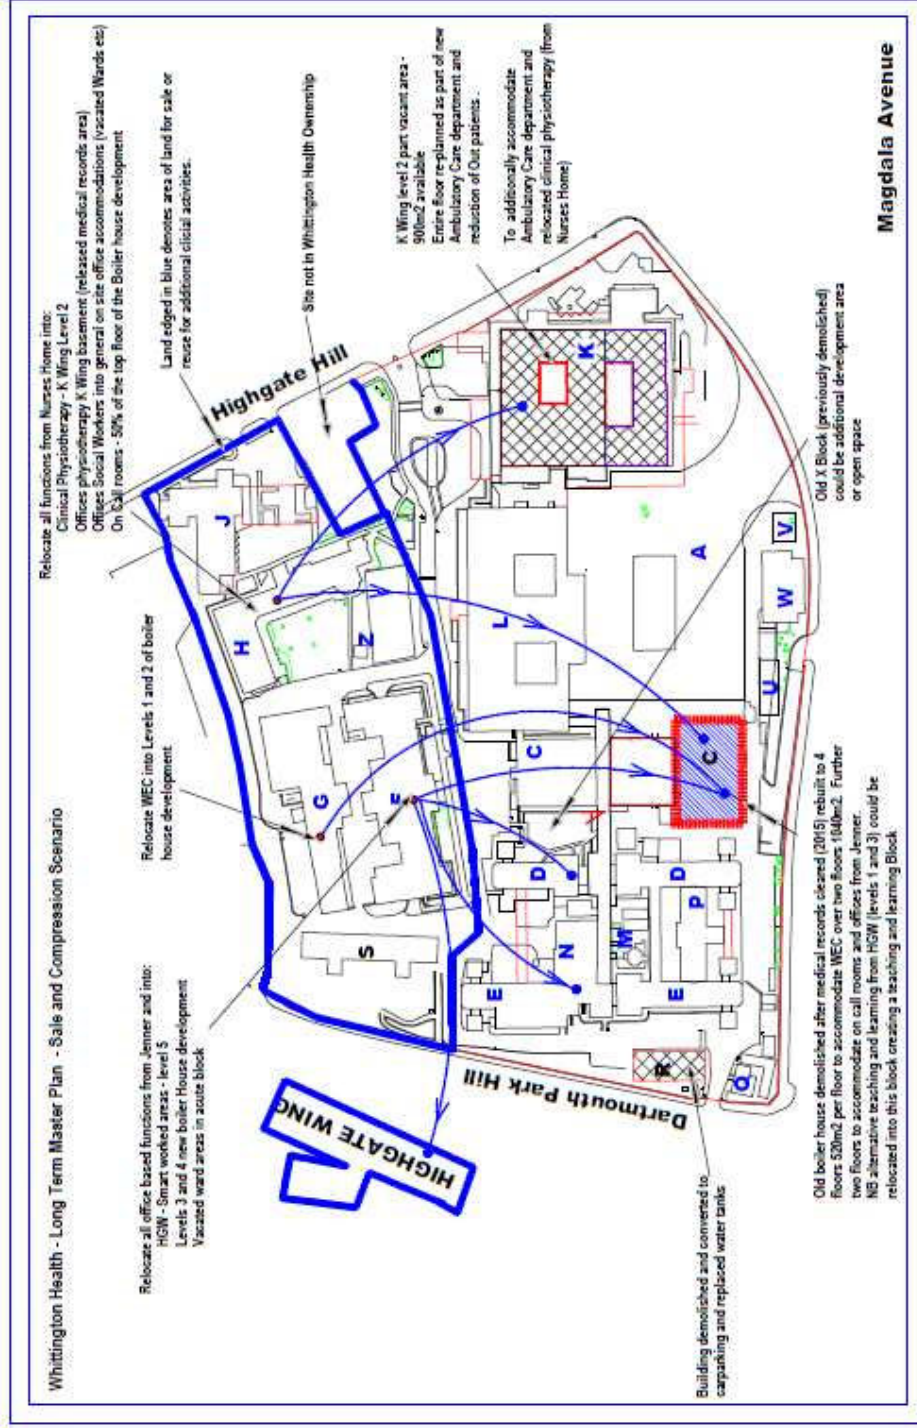 Whittington Health - Long Term Master Plan - Sale and Compression Scenario
Relocate all functions from Nurses Home into:
Clinical Physiotherapy - K Wing Level 2
Offices physiotherapy K Wing basement (released medical records area)
Offises Social Workers into general on site office accommodations (vacated Wards etc)
On Call rooms - 50% of the top floor of the Boiler house development
Land edged in blue denotes area of land for sale or
reuse for additional clicial activities.
Site not in Whittington Health Ownership
Relocate WEC into Levels 1 and 2 of boiler
house development
Relocate all office based functions from Jenner and into:
HGW - Smart worked areas - level 5
Levels 3 and 4 new boiler House development
Vacated ward areas in acute block
K Wing level 2 part vacant area -
900m2 available
Entire floor re-planned as part of new
Ambulatory Care department and
reduction of Out patients .
To additionally accommodate
Ambulatory Care department and
relocated clinical physiotherapy (from
Nurses Home)
Highgate Hill
HIGHGATE WING
Dartmouth Park Hill
Magdala Avenue
J
H
Z
G
F
S
K
L
A
C
C
D
D
N
M
P
E
E
R
Q
U
W
V
Old X Block (previously demolished)
could be additional development area
or open space
Building demolished and converted to
carparking and replaced water tanks
Old boiler house demolished after medical records cleared (2015) rebuilt to 4
floors 520m2 per floor to accommodate WEC over two floors 1040m2. Further
two floors to accommodate on call rooms and offices from Jenner.
NB alternative teaching and learning from HGW (levels 1 and 3) could be
relocated into this block creating a teaching and learning Block